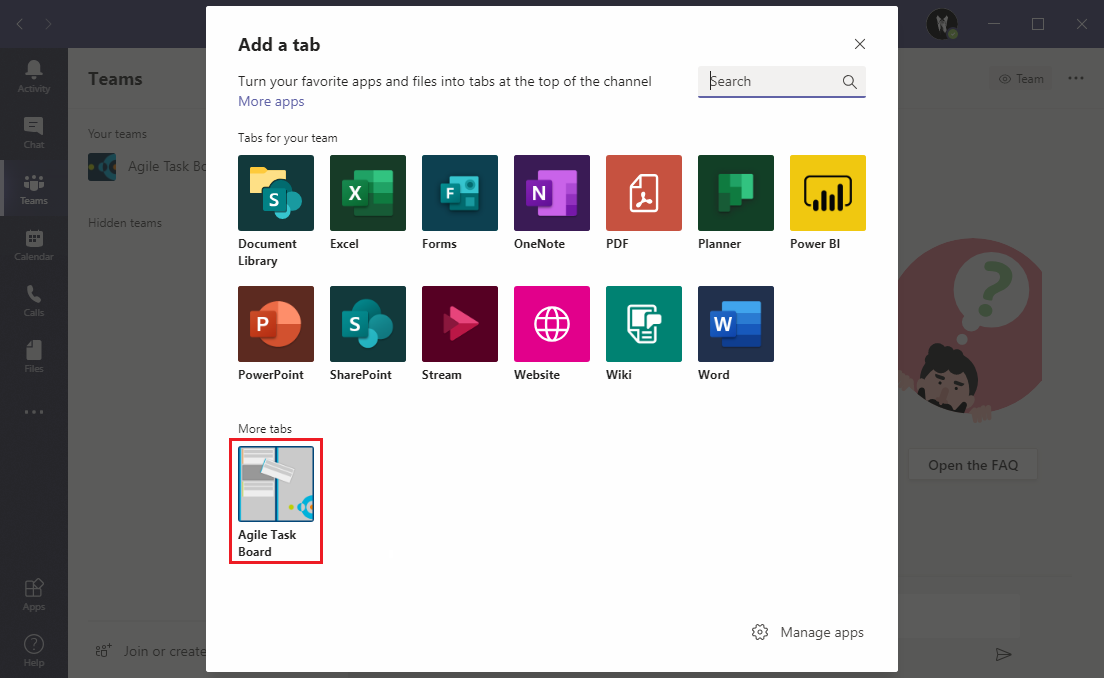 Add a tab
Turn your favorite apps and files into tabs at the top of the channel
More apps
Search
Tabs for your team
Document
Library
Excel
Forms
OneNote
PDF
Planner
Power BI
PowerPoint
SharePoint
Stream
Website
Wiki
Word
More tabs
Agile Task
Board
Manage apps
Activity
Chat
Teams
Calendar
Calls
Files
Apps
Help
Teams
Your teams
Agile Task Bo
Hidden teams
Join or create
Team
Open the FAQ